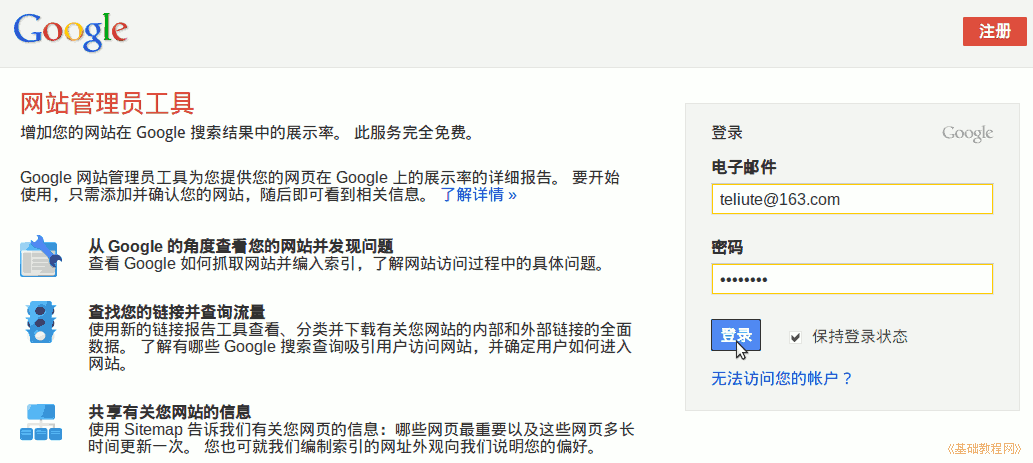 Google
注册
网站管理员工具
增加您的网站在 Google 搜索结果中的展示率。 此服务完全免费。
Google 网站管理员工具为您提供您的网页在 Google 上的展示率的详细报告。 要开始
使用，只需添加并确认您的网站，随后即可看到相关信息。 了解详情 »
从 Google 的角度查看您的网站并发现问题
查看 Google 如何抓取网站并编入索引，了解网站访问过程中的具体问题。
查找您的链接并查询流量
使用新的链接报告工具查看、分类并下载有关您网站的内部和外部链接的全面
数据。 了解有哪些 Google 搜索查询吸引用户访问网站，并确定用户如何进入
网站。
共享有关您网站的信息
使用 Sitemap 告诉我们有关您网页的信息：哪些网页最重要以及这些网页多长
时间更新一次。 您也可就我们编制索引的网址外观向我们说明您的偏好。
登录 Google
电子邮件
teliute@163.com
密码
••••••••
登录 保持登录状态
无法访问您的帐户？
《基础教程网》